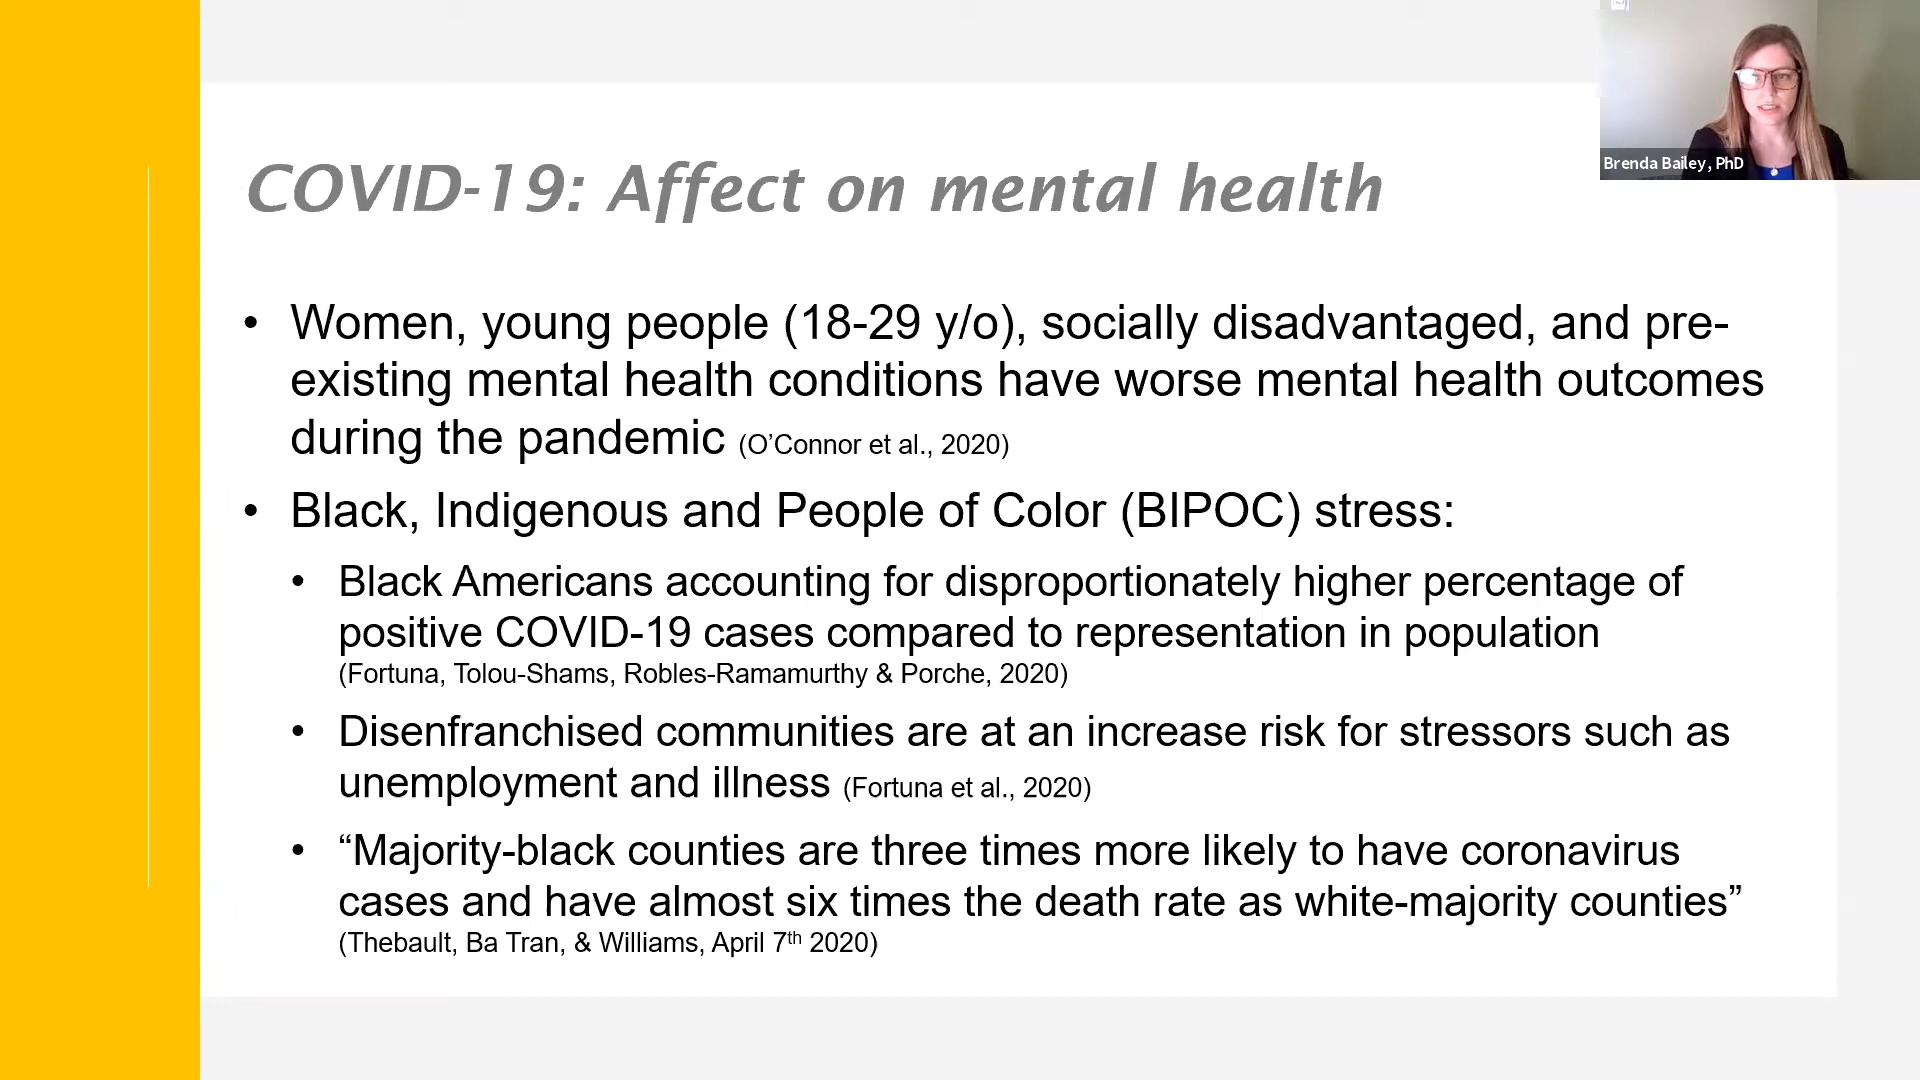 Brenda Bailey, PhD
COVID-19: Affect on mental health
• Women, young people (18-29 y/o), socially disadvantaged, and pre-
existing mental health conditions have worse mental health outcomes
during the pandemic (O’Connor et al., 2020)
• Black, Indigenous and People of Color (BIPOC) stress:
• Black Americans accounting for disproportionately higher percentage of
positive COVID-19 cases compared to representation in population
(Fortuna, Tolou-Shams, Robles-Ramamurthy & Porche, 2020)
• Disenfranchised communities are at an increase risk for stressors such as
unemployment and illness (Fortuna et al., 2020)
• “Majority-black counties are three times more likely to have coronavirus
cases and have almost six times the death rate as white-majority counties”
(Thebault, Ba Tran, & Williams, April 7th 2020)